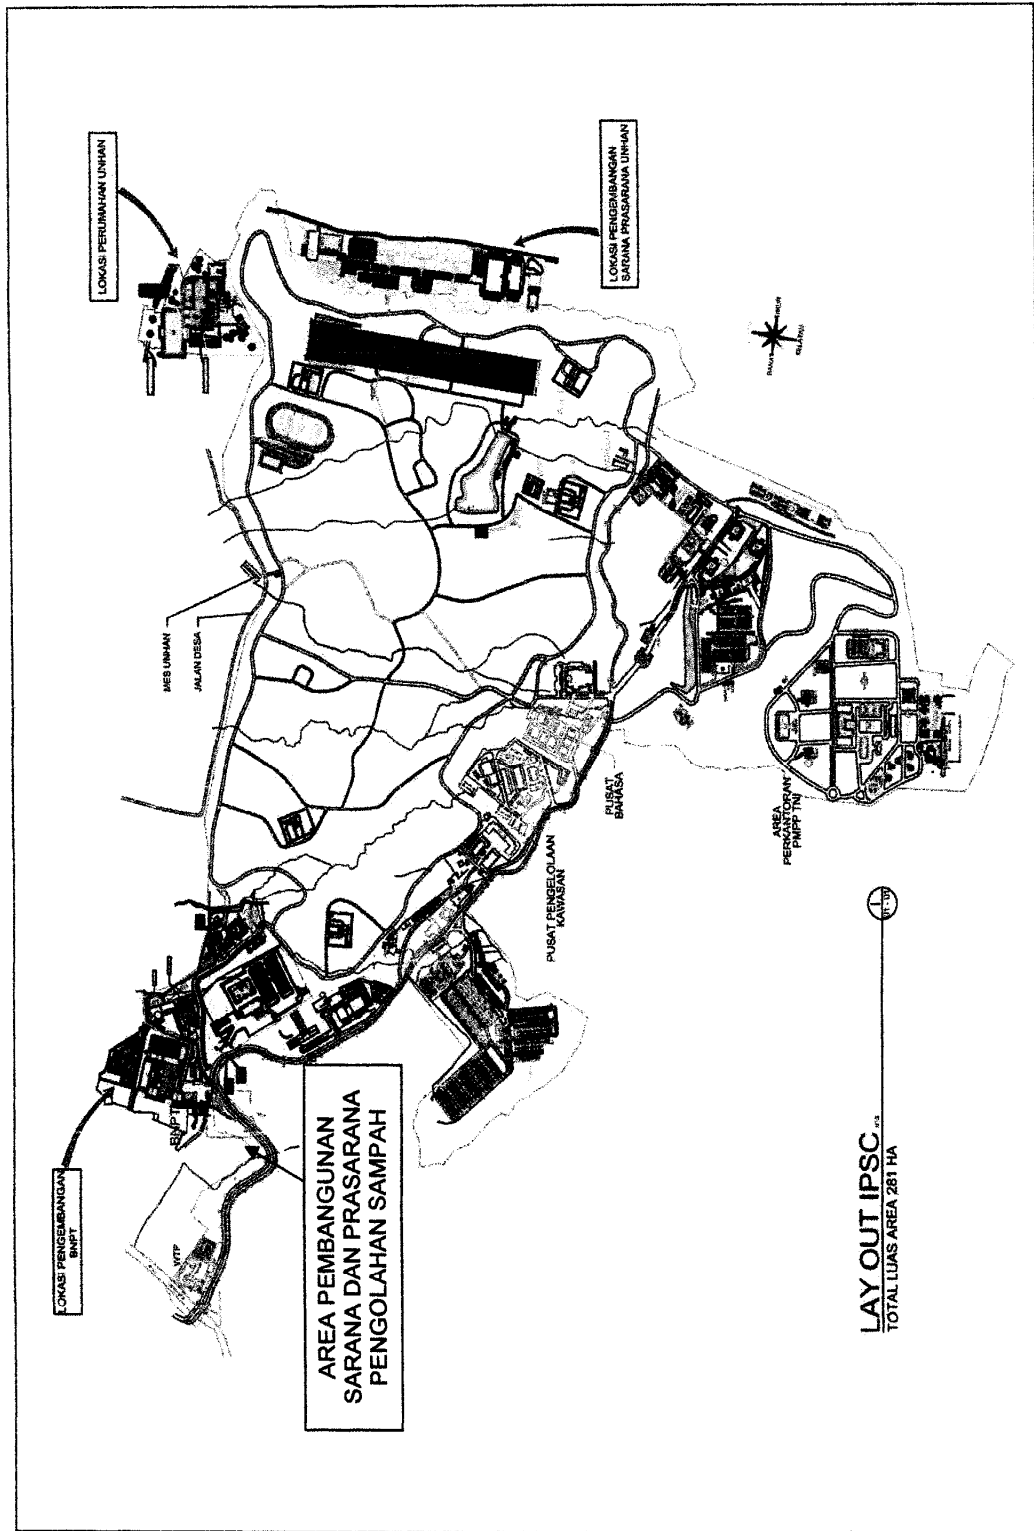 LOKASI PENGEMBANGAN
BNPT
BNPT
WTP
AREA PEMBANGUNAN
SARANA DAN PRASARANA
PENGOLAHAN SAMPAH
MES UNHAN
JALAN DESA
LOKASI PERUMAHAN UNHAN
LOKASI PENGEMBANGAN
SARANA PRASARANA UNHAN
PUSAT PENGELOLAAN
KAWASAN
PUSAT
BAHASA
AREA
PERKANTORAN
PMPP TNI
LAY OUT IPSC
TOTAL LUAS AREA 281 HA